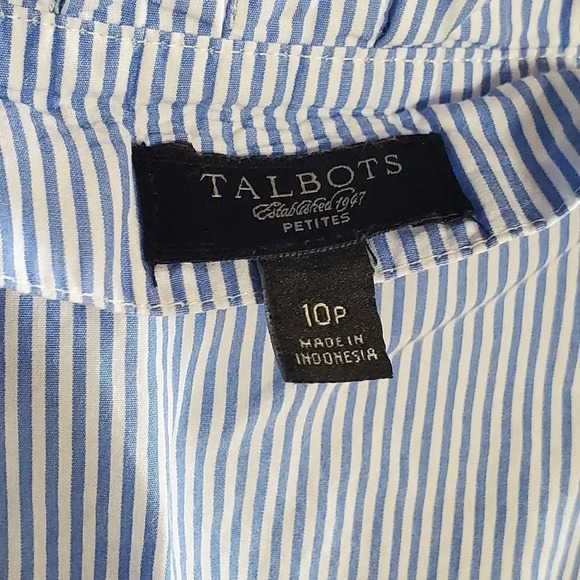 TALBOTS
Established 1947
PETITES
10P
MADE IN
INDONESIA